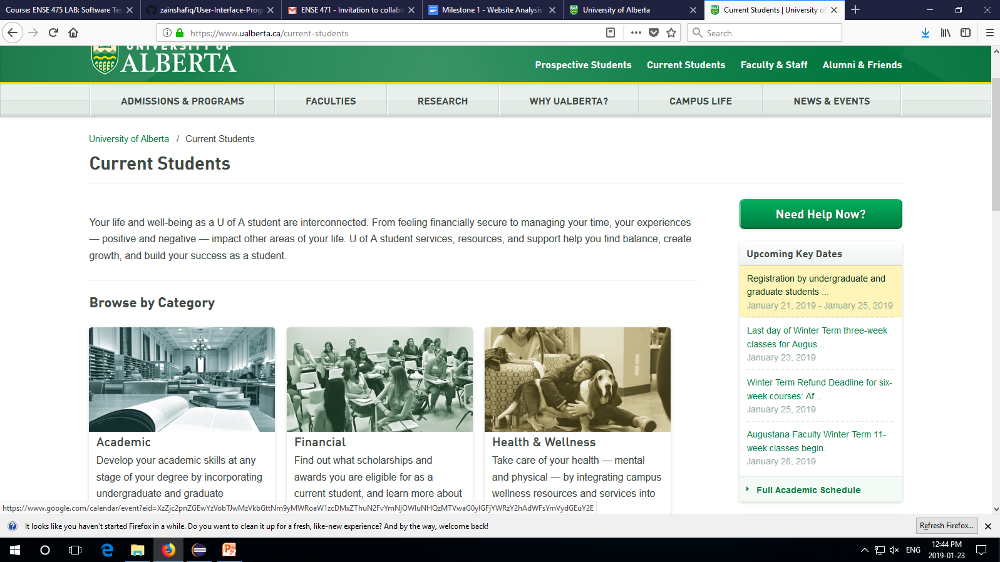 Course: ENSE 475 LAB: Software Tes
zainshafiq/User-Interface-Prog
ENSE 471 - Invitation to collabo
Milestone 1 - Website Analysis
University of Alberta
Current Students | University of
https://www.ualberta.ca/current-students
Search
UNIVERSITY OF
ALBERTA
Prospective Students
Current Students
Faculty & Staff
Alumni & Friends
ADMISSIONS & PROGRAMS
FACULTIES
RESEARCH
WHY UALBERTA?
CAMPUS LIFE
NEWS & EVENTS
University of Alberta / Current Students
Current Students
Your life and well-being as a U of A student are interconnected. From feeling financially secure to managing your time, your experiences
— positive and negative — impact other areas of your life. U of A student services, resources, and support help you find balance, create
growth, and build your success as a student.
Browse by Category
Academic
Develop your academic skills at any
stage of your degree by incorporating
undergraduate and graduate
Financial
Find out what scholarships and
awards you are eligible for as a
current student, and learn more about
Health & Wellness
Take care of your health — mental
and physical — by integrating campus
wellness resources and services into
Need Help Now?
Upcoming Key Dates
Registration by undergraduate and
graduate students ...
January 21, 2019 - January 25, 2019
Last day of Winter Term three-week
classes for Augus...
January 23, 2019
Winter Term Refund Deadline for six-
week courses: Af...
January 25, 2019
Augustana Faculty Winter Term 11-
week classes begin.
January 28, 2019
Full Academic Schedule
It looks like you haven't started Firefox in a while. Do you want to clean it up for a fresh, like-new experience? And by the way, welcome back!
Refresh Firefox...
ENG
12:44 PM
2019-01-23